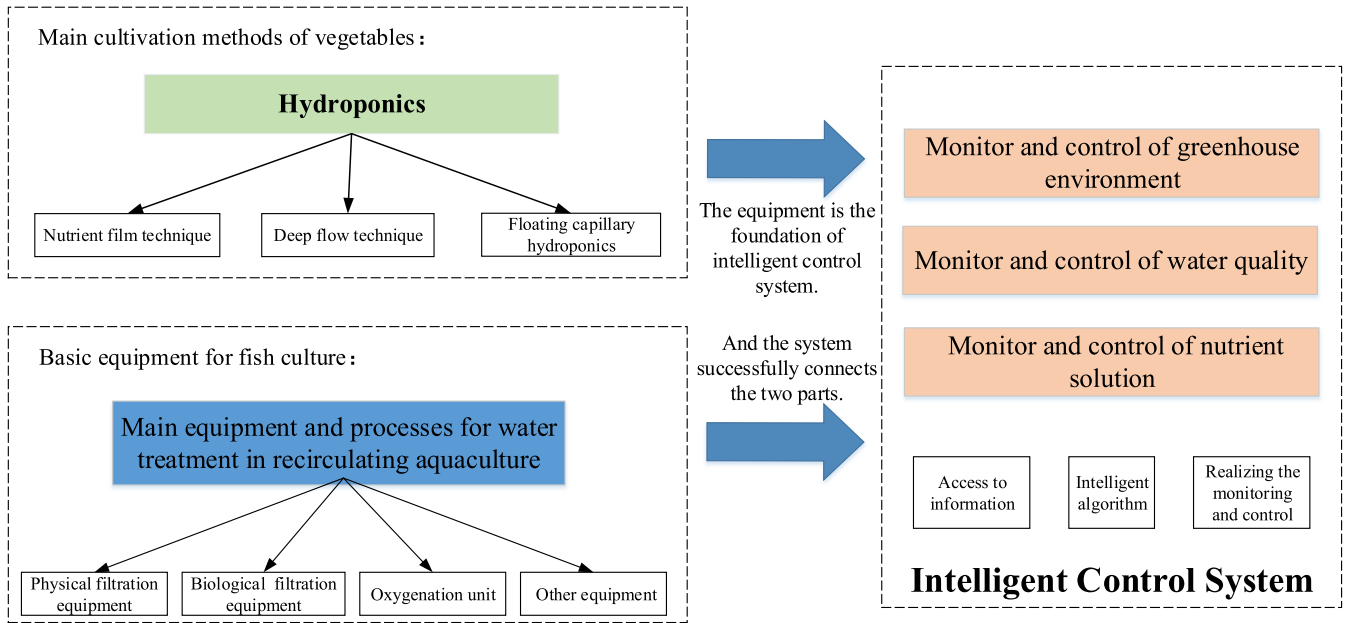 Main cultivation methods of vegetables：
Hydroponics
Nutrient film technique
Deep flow technique
Floating capillary
hydroponics
Basic equipment for fish culture：
Main equipment and processes for water
treatment in recirculating aquaculture
Physical filtration
equipment
Biological filtration
equipment
Oxygenation unit
Other equipment
The equipment is the
foundation of
intelligent control
system.
And the system
successfully connects
the two parts.
Monitor and control of greenhouse
environment
Monitor and control of water quality
Monitor and control of nutrient
solution
Access to
information
Intelligent
algorithm
Realizing the
monitoring
and control
Intelligent Control System